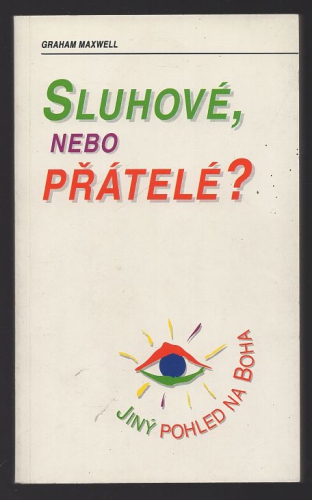 GRAHAM MAXWELL
SLUHOVÉ,
NEBO
PŘÁTELÉ?
JINÝ POHLED NA BOHA